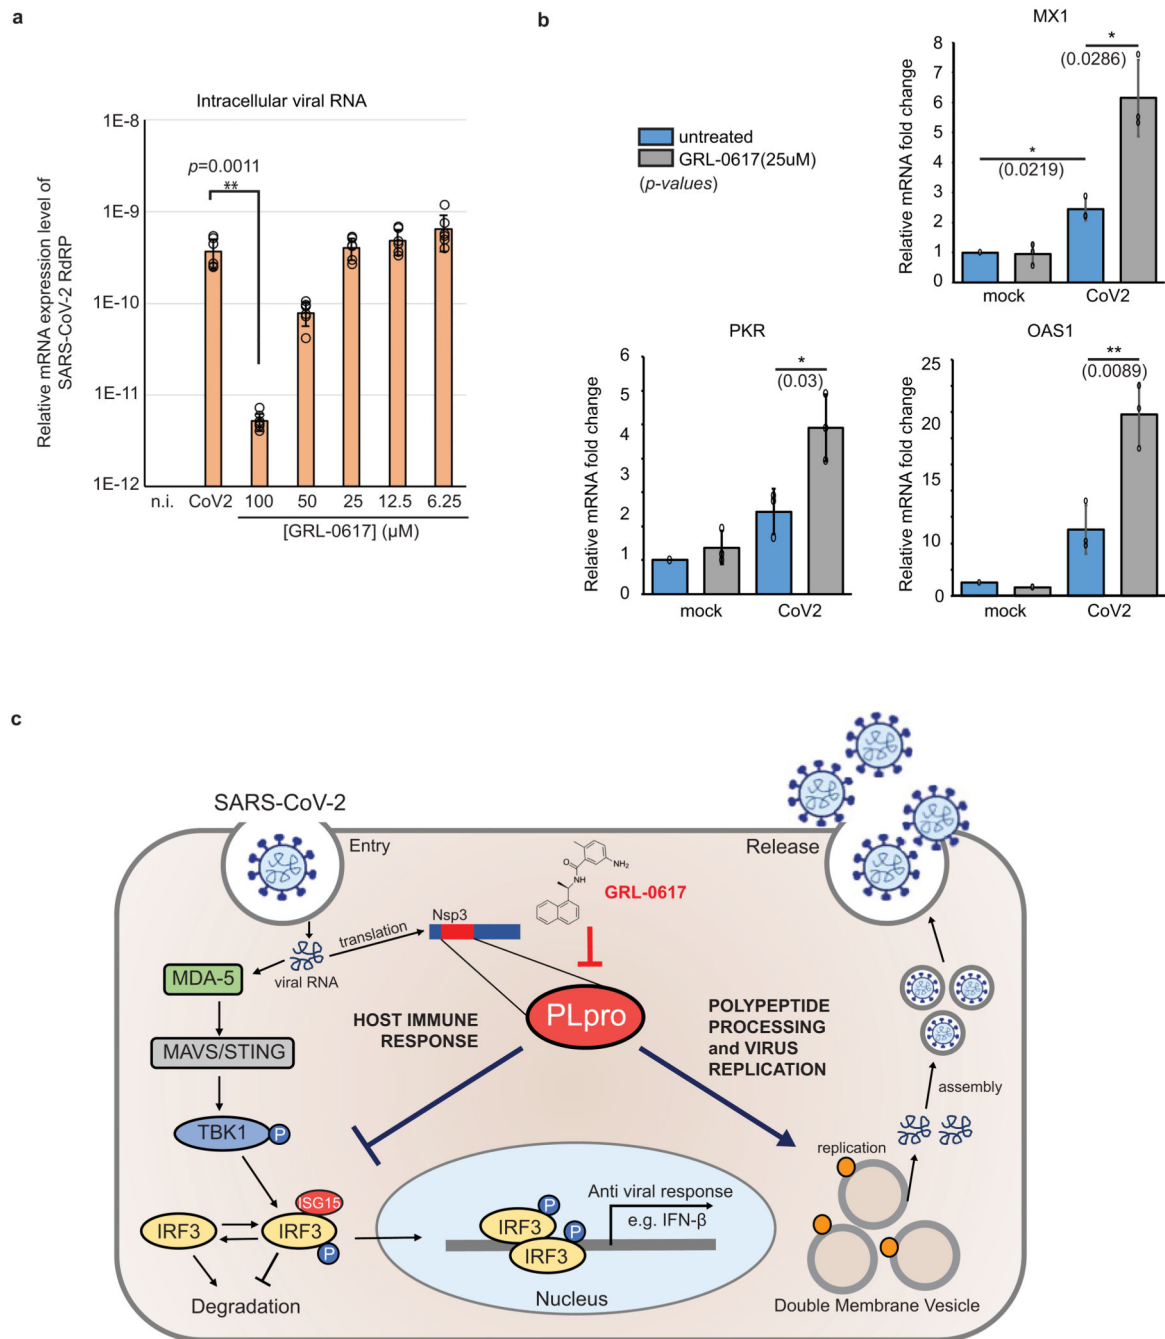 a
Intracellular viral RNA
Relative mRNA expression level of
SARS-CoV-2 RdRP
1E-8
1E-9
1E-10
1E-11
1E-12
p=0.0011
**
n.i.
CoV2
100
50
25
12.5
6.25
[GRL-0617] (µM)
b
untreated
GRL-0617(25uM)
(p-values)
MX1
Relative mRNA fold change
8
7
6
5
4
3
2
1
0
*
(0.0219)
*
(0.0286)
mock
CoV2
PKR
Relative mRNA fold change
6
5
4
3
2
1
0
*
(0.03)
mock
CoV2
OAS1
Relative mRNA fold change
25
20
15
10
0
**
(0.0089)
mock
CoV2
c
SARS-CoV-2
Entry
viral RNA
translation
Nsp3
O
NH
NH₂
GRL-0617
PLpro
HOST IMMUNE
RESPONSE
POLYPEPTIDE
PROCESSING
and VIRUS
REPLICATION
MDA-5
MAVS/STING
TBK1
P
IRF3
IRF3
ISG15
P
Degradation
IRF3
P
IRF3
P
Anti viral response
e.g. IFN-β
Nucleus
Release
assembly
replication
Double Membrane Vesicle